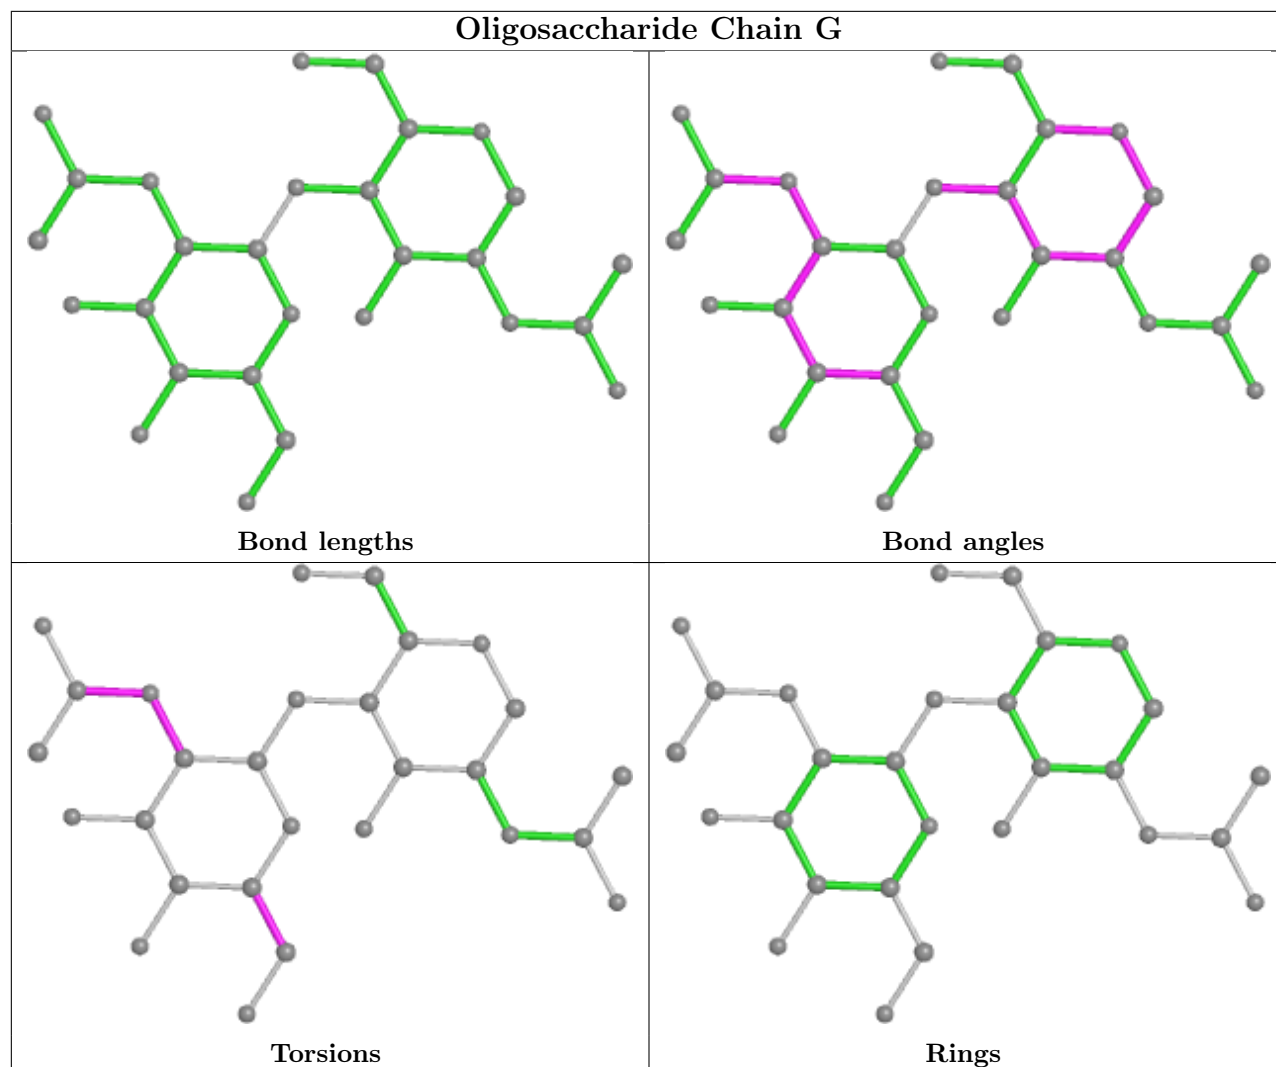 Oligosaccharide Chain G
Bond lengths
Bond angles
Torsions
Rings